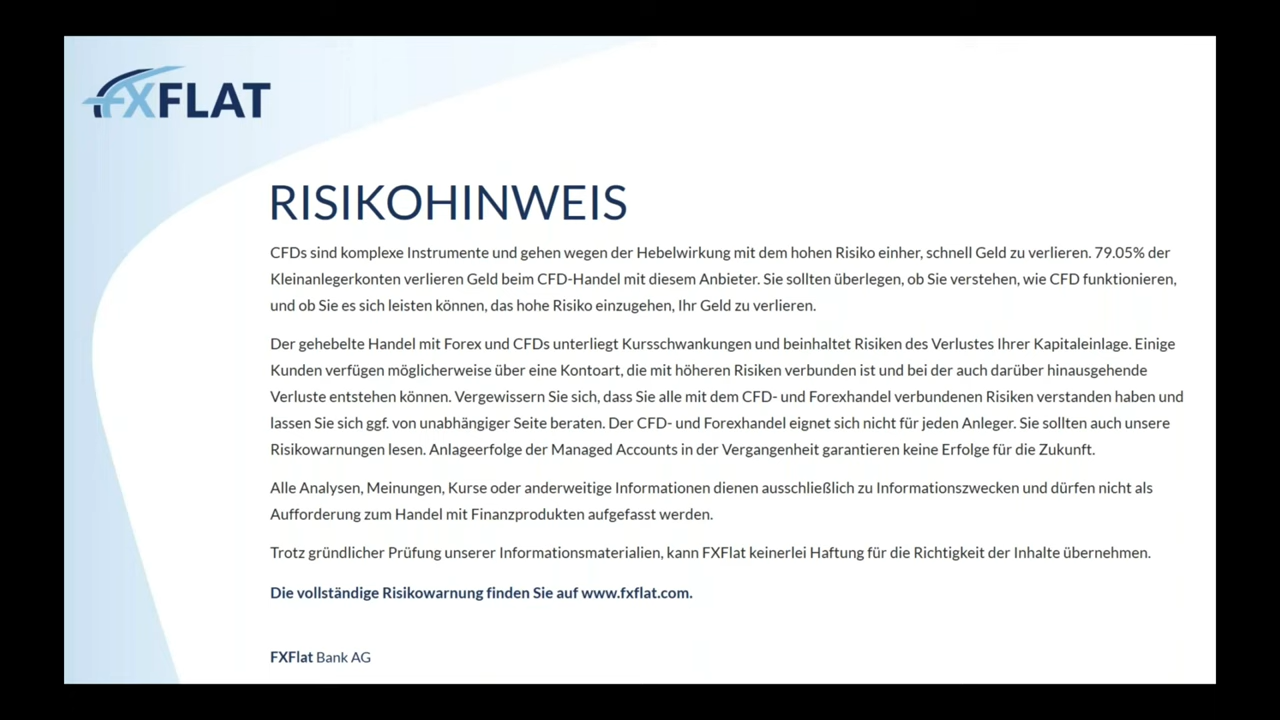 FXFLAT
RISIKOHINWEIS
CFDs sind komplexe Instrumente und gehen wegen der Hebelwirkung mit dem hohen Risiko einher, schnell Geld zu verlieren. 79.05% der
Kleinanlegerkonten verlieren Geld beim CFD-Handel mit diesem Anbieter. Sie sollten überlegen, ob Sie verstehen, wie CFD funktionieren,
und ob Sie es sich leisten können, das hohe Risiko einzugehen, Ihr Geld zu verlieren.
Der gehebelte Handel mit Forex und CFDs unterliegt Kursschwankungen und beinhaltet Risiken des Verlustes Ihrer Kapitaleinlage. Einige
Kunden verfügen möglicherweise über eine Kontoart, die mit höheren Risiken verbunden ist und bei der auch darüber hinausgehende
Verluste entstehen können. Vergewissern Sie sich, dass Sie alle mit dem CFD- und Forexhandel verbundenen Risiken verstanden haben und
lassen Sie sich ggf. von unabhängiger Seite beraten. Der CFD- und Forexhandel eignet sich nicht für jeden Anleger. Sie sollten auch unsere
Risikowarnungen lesen. Anlageerfolge der Managed Accounts in der Vergangenheit garantieren keine Erfolge für die Zukunft.
Alle Analysen, Meinungen, Kurse oder anderweitige Informationen dienen ausschließlich zu Informationszwecken und dürfen nicht als
Aufforderung zum Handel mit Finanzprodukten aufgefasst werden.
Trotz gründlicher Prüfung unserer Informationsmaterialien, kann FXFlat keinerlei Haftung für die Richtigkeit der Inhalte übernehmen.
Die vollständige Risikowarnung finden Sie auf www.fxflat.com.
FXFlat Bank AG